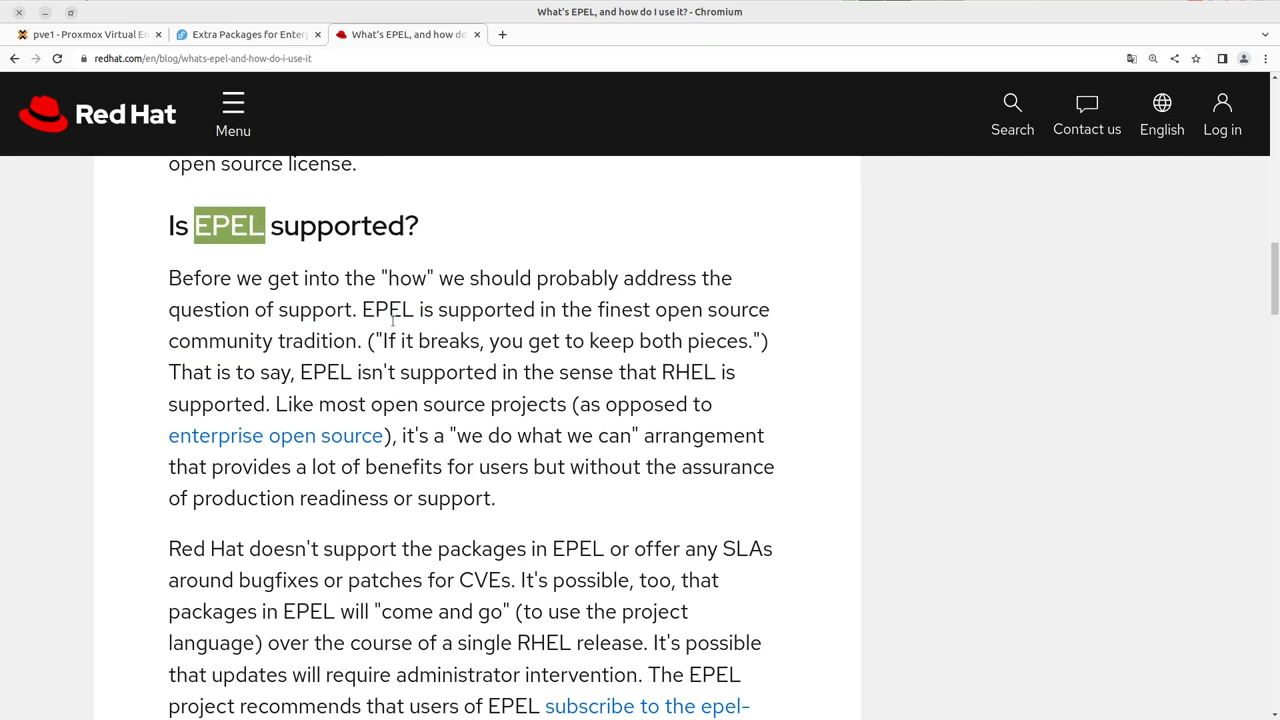 What's EPEL, and how do I use it? - Chromium
pve1 - Proxmox Virtual En
Extra Packages for Enter
What's EPEL, and how do
redhat.com/en/blog/whats-epel-and-how-do-i-use-it
Red Hat
Menu
Search
Contact us
English
Log in
open source license.
Is EPEL supported?
Before we get into the "how" we should probably address the
question of support. EPEL is supported in the finest open source
community tradition. ("If it breaks, you get to keep both pieces.")
That is to say, EPEL isn't supported in the sense that RHEL is
supported. Like most open source projects (as opposed to
enterprise open source), it's a "we do what we can" arrangement
that provides a lot of benefits for users but without the assurance
of production readiness or support.
Red Hat doesn't support the packages in EPEL or offer any SLAs
around bugfixes or patches for CVEs. It's possible, too, that
packages in EPEL will "come and go" (to use the project
language) over the course of a single RHEL release. It's possible
that updates will require administrator intervention. The EPEL
project recommends that users of EPEL subscribe to the epel-